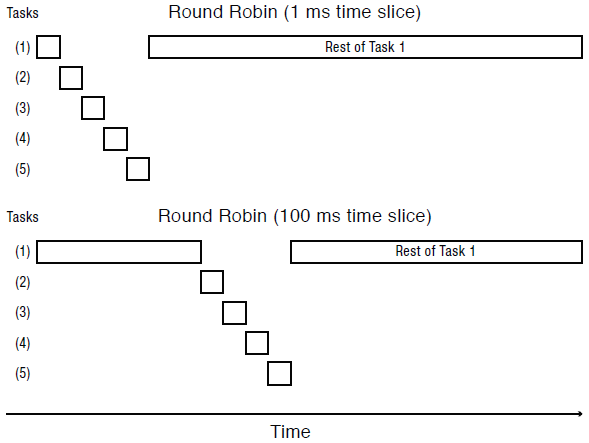 Tasks
Round Robin (1 ms time slice)
(1)
Rest of Task 1
(2)
(3)
(4)
(5)
Tasks
Round Robin (100 ms time slice)
(1)
Rest of Task 1
(2)
(3)
(4)
(5)
Time